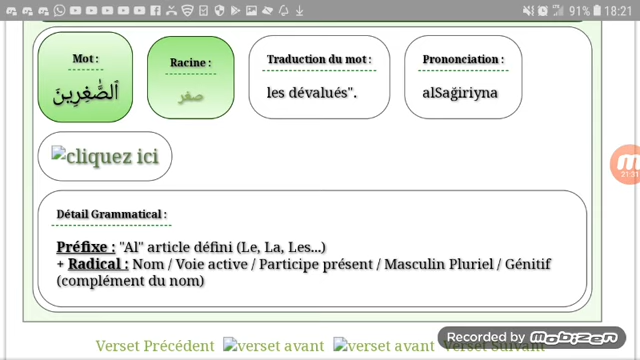 91% 18:21
Mot :
ٱلصَّٰغِرِينَ
Racine :
صغر
Traduction du mot :
les dévalués".
Prononciation :
alSağiriyna
cliquez ici
21:31
Détail Grammatical :
Préfixe : "Al" article défini (Le, La, Les...)
+ Radical : Nom / Voie active / Participe présent / Masculin Pluriel / Génitif
(complément du nom)
Recorded by Mobizen
Verset Précédent verset avant verset avant Verset Suivant